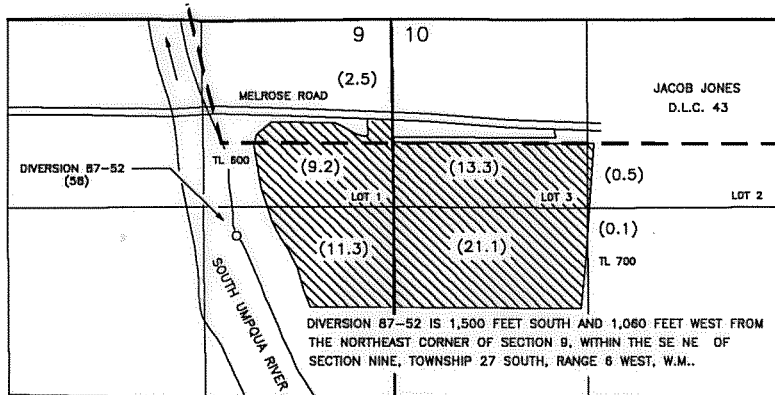 9 10
(2.5)
MELROSE ROAD
JACOB JONES
D.L.C. 43
TL 600
(9.2)
(13.3)
(0.5)
DIVERSION 87-52
(58)
LOT 1
LOT 3
LOT 2
(11.3)
(21.1)
(0.1)
TL 700
SOUTH UMPQUA RIVER
DIVERSION 87-52 IS 1,500 FEET SOUTH AND 1,060 FEET WEST FROM
THE NORTHEAST CORNER OF SECTION 9, WITHIN THE SE NE OF
SECTION NINE, TOWNSHIP 27 SOUTH, RANGE 6 WEST, W.M..